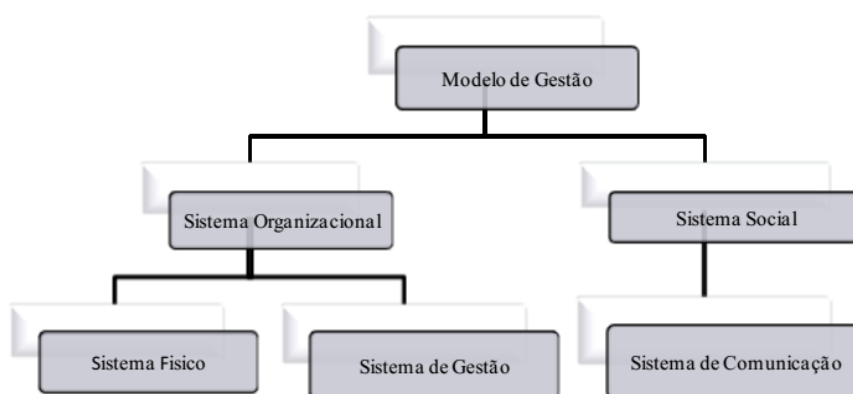 Modelo de Gestão
Sistema Organizacional
Sistema Social
Sistema Fisico
Sistema de Gestão
Sistema de Comunicação